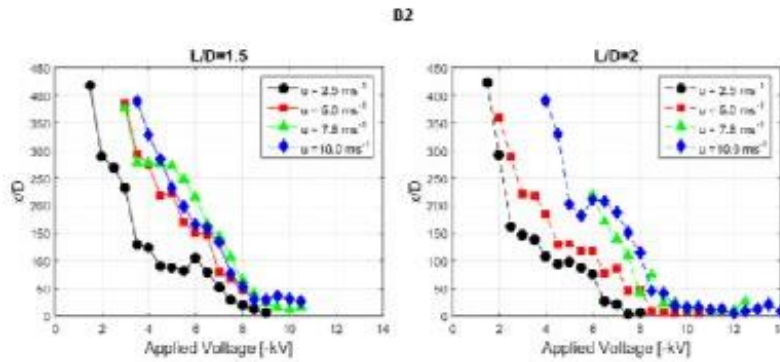 B2
L/D=1.5
450
400
350
300
250
200
150
100
50
0
x/D
0 2 4 6 8 10 12 14
Applied Voltage [-kV]
u = 2.5 ms⁻¹
u = 5.0 ms⁻¹
u = 7.5 ms⁻¹
u = 10.0 ms⁻¹
L/D=2
450
400
350
300
250
200
150
100
50
0
x/D
0 2 4 6 8 10 12 14
Applied Voltage [-kV]
u = 2.5 ms⁻¹
u = 5.0 ms⁻¹
u = 7.5 ms⁻¹
u = 10.0 ms⁻¹